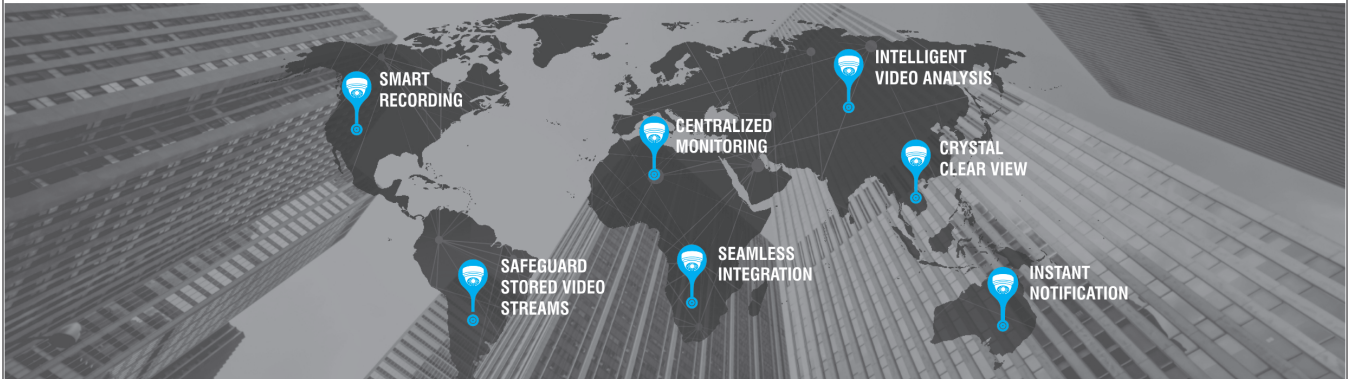 SMART
RECORDING
CENTRALIZED
MONITORING
INTELLIGENT
VIDEO ANALYSIS
CRYSTAL
CLEAR VIEW
SAFEGUARD
STORED VIDEO
STREAMS
SEAMLESS
INTEGRATION
INSTANT
NOTIFICATION